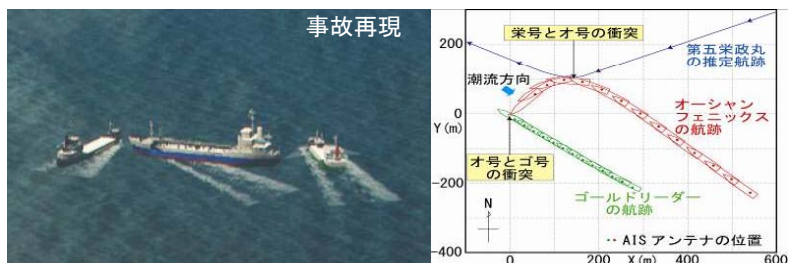 事故再現
200
0
Y(m)
-200
-400
0
200
X(m)
400
600
栄号とオ号の衝突
第五栄政丸
の推定航跡
潮流方向
オーシャン
フェニックス
の航跡
オ号とゴ号
の衝突
ゴールドリーダー
の航跡
N
‥AISアンテナの位置